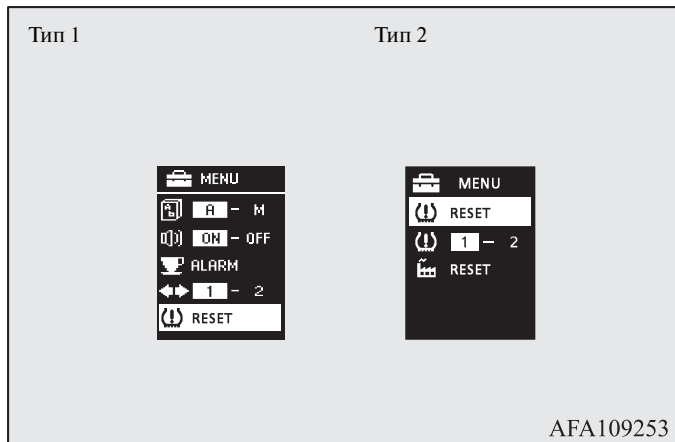 Тип 1
Тип 2
MENU
A - M
ON - OFF
ALARM
1 - 2
RESET
MENU
RESET
1 - 2
RESET
AFA109253